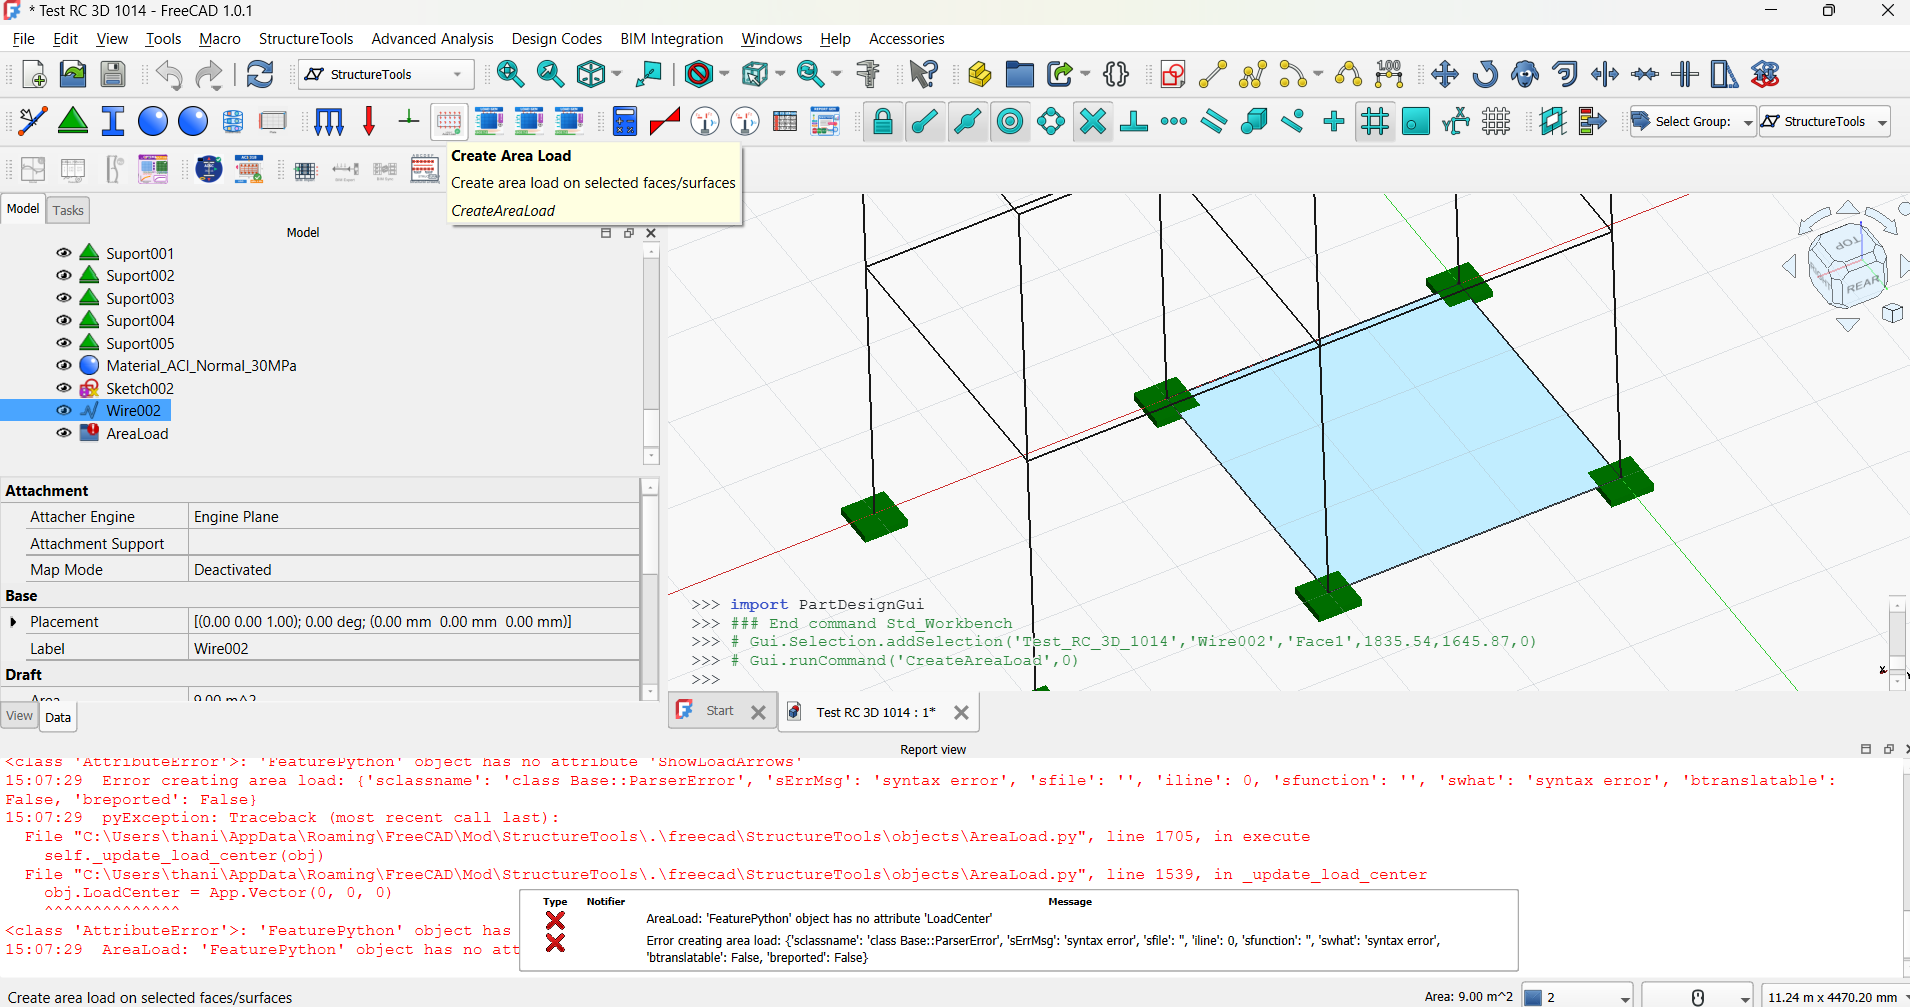 * Test RC 3D 1014 - FreeCAD 1.0.1
File Edit View Tools Macro StructureTools Advanced Analysis Design Codes BIM Integration Windows Help Accessories
StructureTools
1.00
Select Group:
StructureTools
Create Area Load
Create area load on selected faces/surfaces
CreateAreaLoad
Model
Tasks
Model
Suport001
Suport002
Suport003
Suport004
Suport005
Material_ACI_Normal_30MPa
Sketch002
Wire002
AreaLoad
Attachment
Attacher Engine Engine Plane
Attachment Support
Map Mode Deactivated
Base
Placement [(0.00 0.00 1.00); 0.00 deg; (0.00 mm 0.00 mm 0.00 mm)]
Label Wire002
Draft
Area 9.00 m^2
View
Data
TOP
REAR
>>> import PartDesignGui
>>> ### End command Std_Workbench
>>> # Gui.Selection.addSelection('Test_RC_3D_1014','Wire002','Face1',1835.54,1645.87,0)
>>> # Gui.runCommand('CreateAreaLoad',0)
>>>
Start
Test RC 3D 1014 : 1*
Report view
<class 'AttributeError'>: 'FeaturePython' object has no attribute 'ShowLoadArrows'
15:07:29 Error creating area load: {'sclassname': 'class Base::ParserError', 'sErrMsg': 'syntax error', 'sfile': '', 'iline': 0, 'sfunction': '', 'swhat': 'syntax error', 'btranslatable':
False, 'breported': False}
15:07:29 pyException: Traceback (most recent call last):
File "C:\Users\thani\AppData\Roaming\FreeCAD\Mod\StructureTools\.\freecad\StructureTools\objects\AreaLoad.py", line 1705, in execute
self._update_load_center(obj)
File "C:\Users\thani\AppData\Roaming\FreeCAD\Mod\StructureTools\.\freecad\StructureTools\objects\AreaLoad.py", line 1539, in _update_load_center
obj.LoadCenter = App.Vector(0, 0, 0)
^^^^^^^^^^^^^^
<class 'AttributeError'>: 'FeaturePython' object has
15:07:29 AreaLoad: 'FeaturePython' object has no att
Type Notifier Message
AreaLoad: 'FeaturePython' object has no attribute 'LoadCenter'
Error creating area load: {'sclassname': 'class Base::ParserError', 'sErrMsg': 'syntax error', 'sfile': '', 'iline': 0, 'sfunction': '', 'swhat': 'syntax error',
'btranslatable': False, 'breported': False}
Create area load on selected faces/surfaces
Area: 9.00 m^2
2
11.24 m x 4470.20 mm